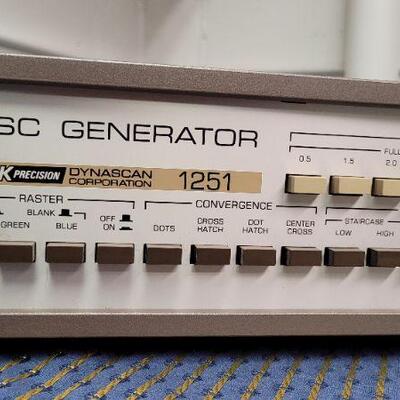 SC GENERATOR
FULL
0.5 1.5 2.0
K PRECISION DYNASCAN CORPORATION 1251
RASTER CONVERGENCE STAIRCASE
BLANK OFF ON DOTS CROSS HATCH DOT HATCH CENTER CROSS LOW HIGH
GREEN BLUE